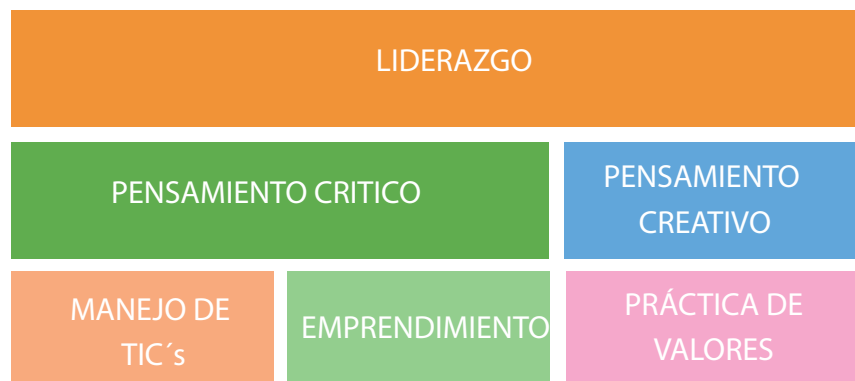 LIDERAZGO
PENSAMIENTO CRITICO
PENSAMIENTO
CREATIVO
MANEJO DE
TIC´s
EMPRENDIMIENTO
PRÁCTICA DE
VALORES